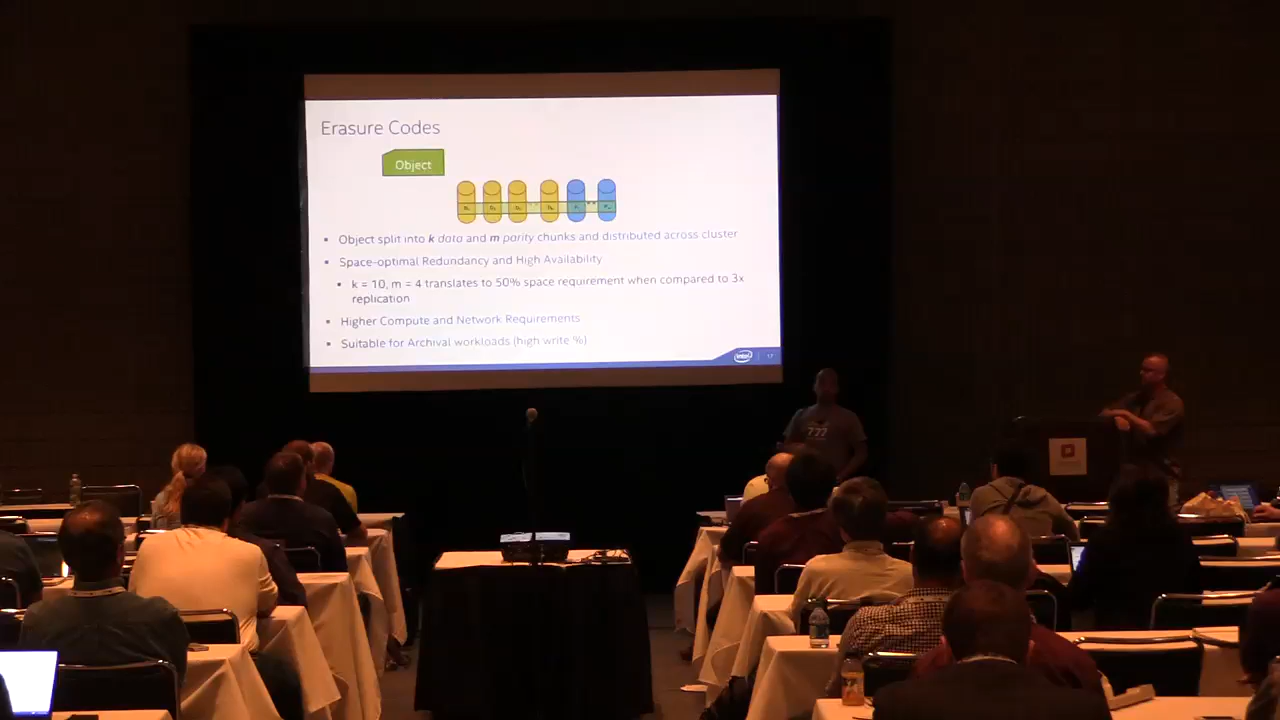 Erasure Codes
Object
▪ Object split into k data and m parity chunks and distributed across cluster
▪ Space-optimal Redundancy and High Availability
▪ k = 10, m = 4 translates to 50% space requirement when compared to 3x
replication
▪ Higher Compute and Network Requirements
▪ Suitable for Archival workloads (high write %)
intel
17